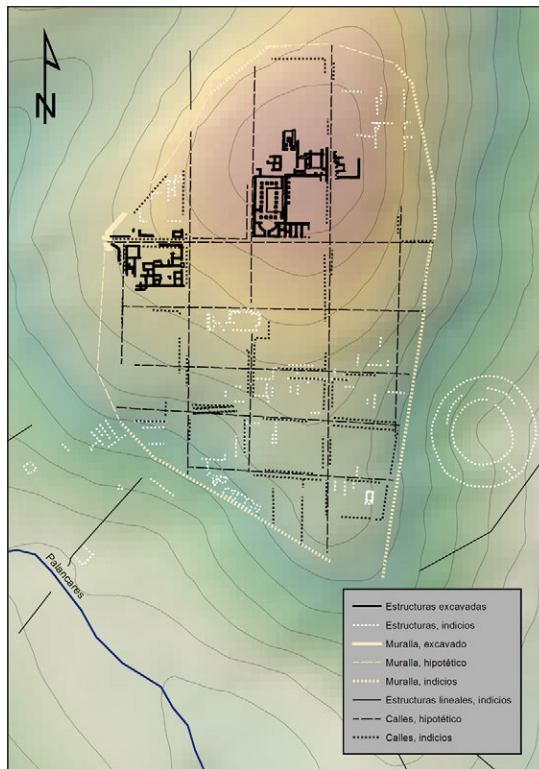 N
Palancares
Estructuras excavadas
Estructuras, indicios
Muralla, excavado
Muralla, hipotético
Muralla, indicios
Estructuras lineales, indicios
Calles, hipotético
Calles, indicios